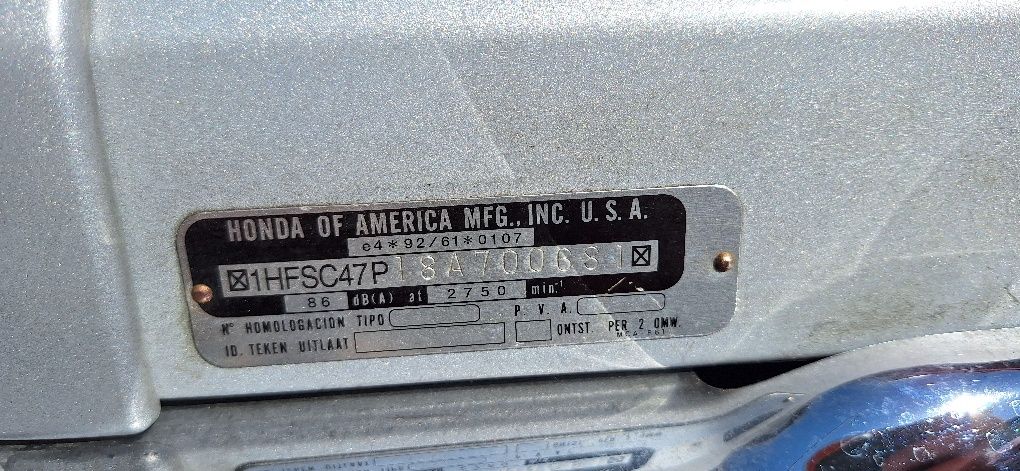 HONDA OF AMERICA MFG., INC. U.S.A.
e4*92/61*0107
1HFSC47P18A700681
86 dB(A) at 2750 min⁻¹
Nº HOMOLOGACION TIPO P. V. A.
ID. TEKEN UITLAAT ONTST. PER 2 OMW.